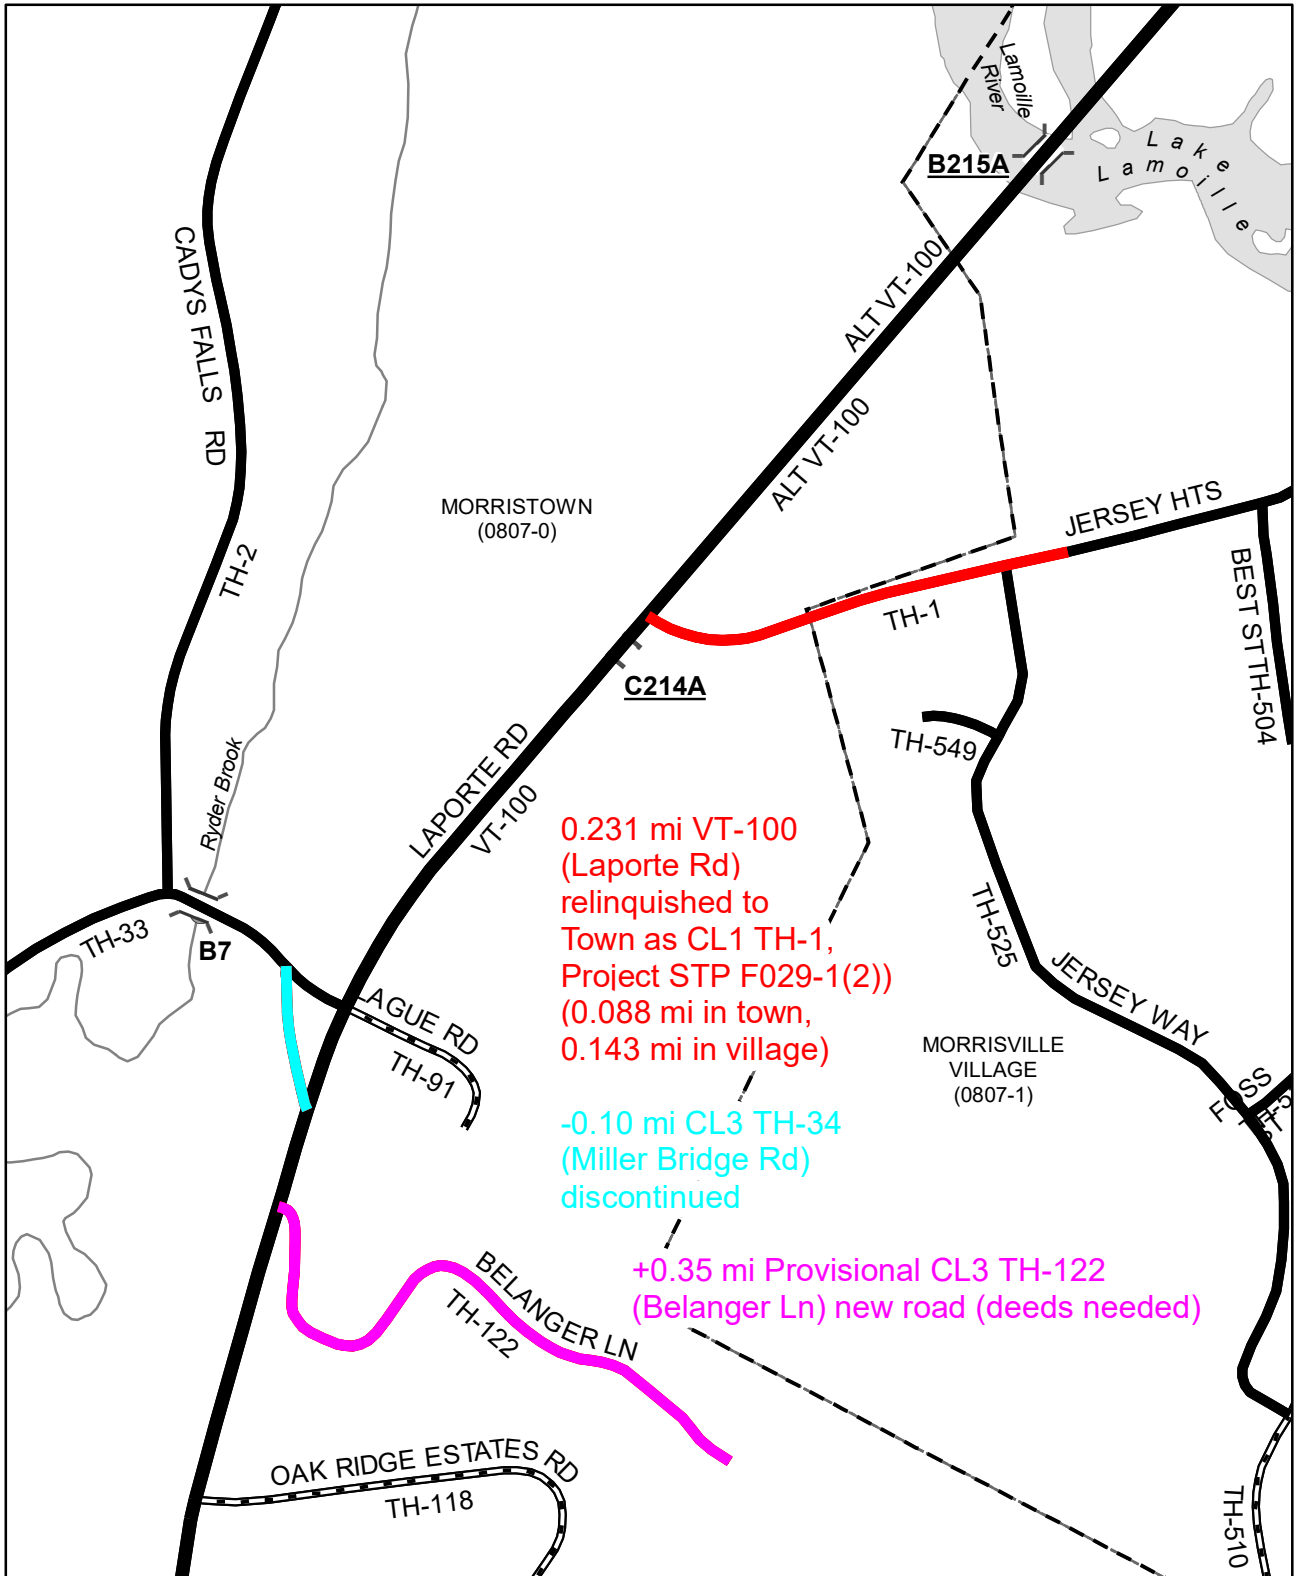 Lamoille
River
Lake
Lamoille
B215A
CADYS FALLS RD
ALT VT-100
ALT VT-100
MORRISTOWN
(0807-0)
JERSEY HTS
TH-2
TH-1
BEST ST
TH-504
C214A
TH-549
LAPORTE RD
VT-100
Ryder Brook
0.231 mi VT-100
(Laporte Rd)
relinquished to
Town as CL1 TH-1,
Project STP F029-1(2))
(0.088 mi in town,
0.143 mi in village)
TH-33
B7
TH-525
JERSEY WAY
LAGUE RD
TH-91
MORRISVILLE
VILLAGE
(0807-1)
FOSS
-0.10 mi CL3 TH-34
(Miller Bridge Rd)
discontinued
+0.35 mi Provisional CL3 TH-122
(Belanger Ln) new road (deeds needed)
BELANGER LN
TH-122
OAK RIDGE ESTATES RD
TH-118
TH-510